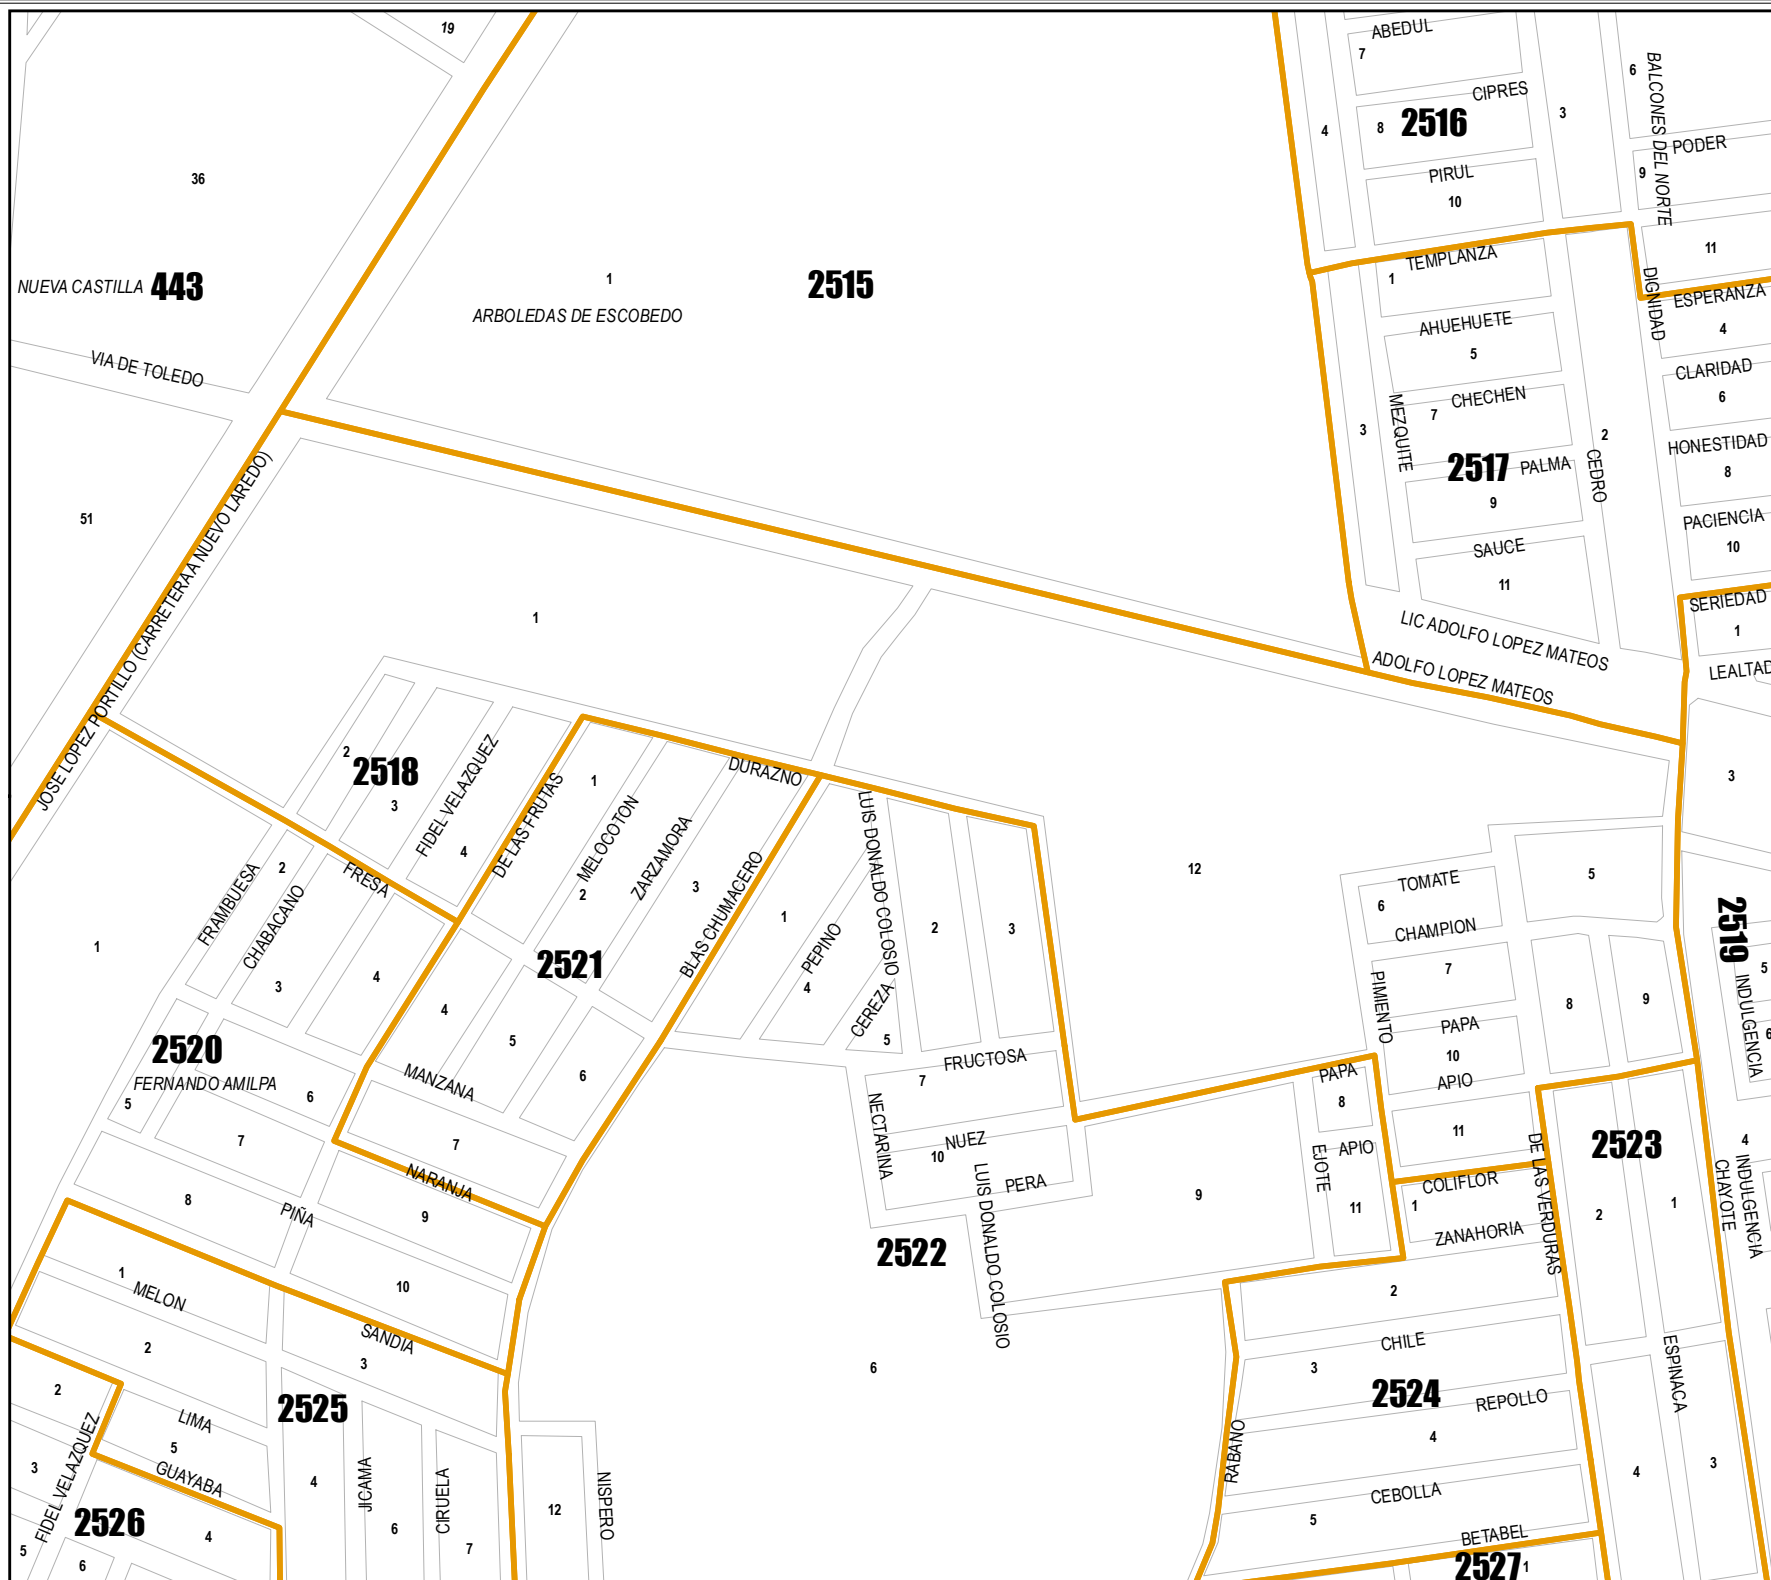 19
ABEDUL
7
6
BALCONES DEL NORTE
CIPRES
3
4
8
2516
PODER
36
PIRUL
9
10
11
TEMPLANZA
1
NUEVA CASTILLA
443
1
2515
DIGNIDAD
ESPERANZA
ARBOLEDAS DE ESCOBEDO
AHUEHUETE
4
5
VIA DE TOLEDO
CLARIDAD
CHECHEN
6
7
MEZQUITE
3
2
HONESTIDAD
2517
PALMA
CEDRO
8
9
51
PACIENCIA
10
SAUCE
11
SERIEDAD
JOSE LOPEZ PORTILLO (CARRETERA A NUEVO LAREDO)
1
LIC ADOLFO LOPEZ MATEOS
1
ADOLFO LOPEZ MATEOS
LEALTAD
2
2518
FIDEL VELAZQUEZ
3
DE LAS FRUTAS
1
DURAZNO
3
MELOCOTON
LUIS DONALDO COLOSIO
4
ZARZAMORA
12
FRESA
2
5
TOMATE
6
FRAMBUESA
2
3
BLAS CHUMACERO
1
2
3
CHAMPION
CHABACANO
PEPINO
2519
1
2521
7
5
4
3
4
INDULGENCIA
8
9
4
CEREZA
PIMIENTO
5
PAPA
6
2520
5
FRUCTOSA
10
FERNANDO AMILPA
MANZANA
6
7
PAPA
APIO
5
6
8
7
7
NECTARINA
NUEZ
11
10
EJOTE
APIO
DE LAS VERDURAS
2523
4
INDULGENCIA
CHAYOTE
8
NARANJA
LUIS DONALDO COLOSIO
PERA
9
COLIFLOR
1
11
2
1
PIÑA
9
ZANAHORIA
2522
1
MELON
10
2
SANDIA
CHILE
2
3
6
3
ESPINACA
2
2525
2524
REPOLLO
LIMA
FIDEL VELAZQUEZ
RABANO
4
5
3
GUAYABA
4
JICAMA
CIRUELA
NISPERO
4
3
CEBOLLA
2526
4
6
12
5
BETABEL
5
6
7
2527
1